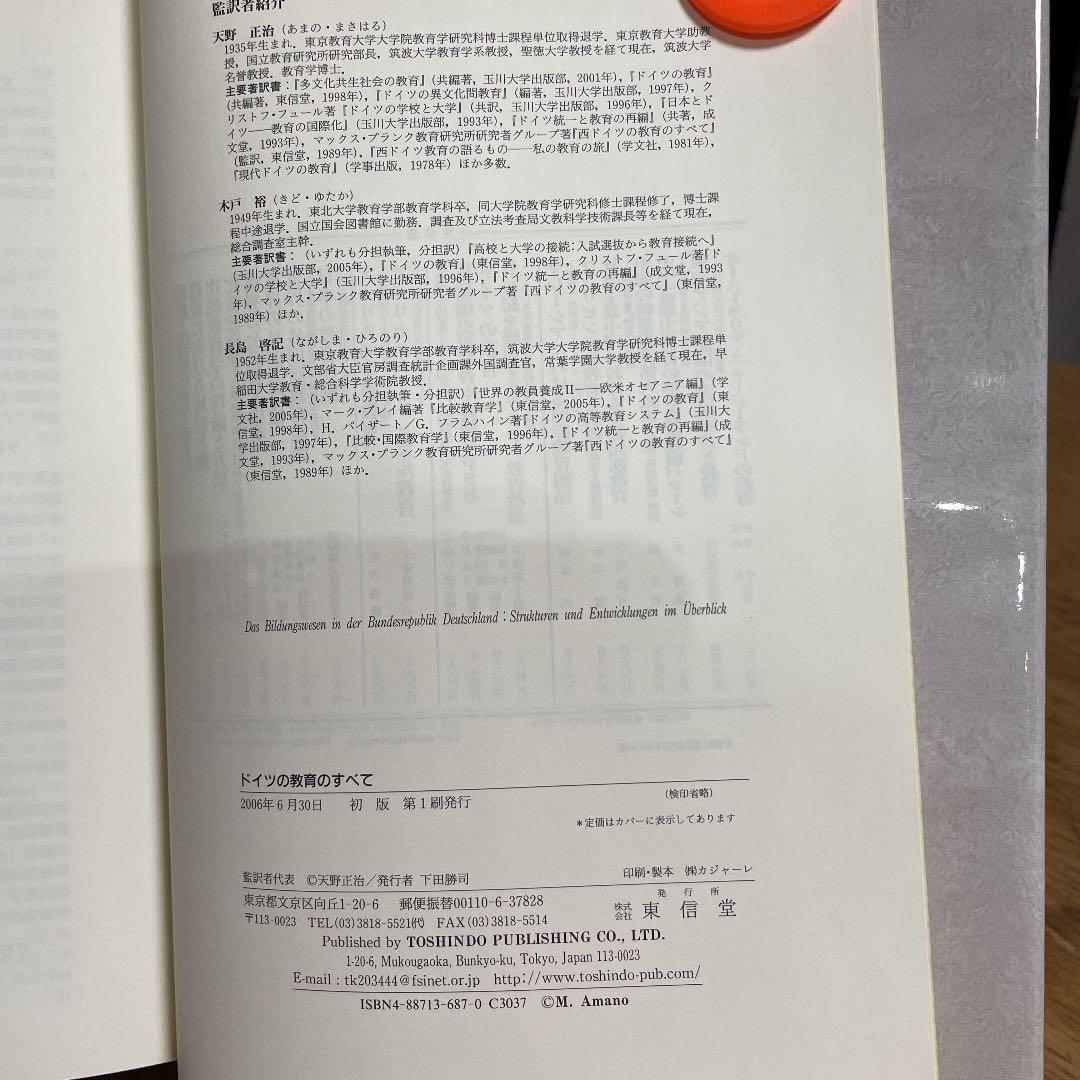 監訳者紹介
天野 正治(あまの・まさはる)
1935年生まれ.東京教育大学大学院教育学研究科博士課程単位取得退学.東京教育大学助教
授,国立教育研究所研究部長,筑波大学教育学系教授,聖徳大学教授を経て現在,筑波大学
名誉教授.教育学博士.
主要著訳書:『多文化共生社会の教育』(共編著,玉川大学出版部,2001年),『ドイツの教育』
(共編著,東信堂,1998年),『ドイツの異文化間教育』(編著,玉川大学出版部,1997年),ク
リストフ・フュール著『ドイツの学校と大学』(共訳,玉川大学出版部,1996年),『日本とド
イツ――教育の国際化』(玉川大学出版部,1993年),『ドイツ統一と教育の再編』(共著,成
文堂,1993年),マックス・プランク教育研究所研究者グループ著『西ドイツの教育のすべて』
(監訳,東信堂,1989年),『西ドイツ教育の語るもの――私の教育の旅』(学文社,1981年),
『現代ドイツの教育』(学事出版,1978年)ほか多数.
木戸 裕(きど・ゆたか)
1949年生まれ.東北大学教育学部教育学科卒,同大学院教育学研究科修士課程修了,博士課
程中途退学.国立国会図書館に勤務.調査及び立法考査局文教科学技術課長等を経て現在,
総合調査室主幹.
主要著訳書:(いずれも分担執筆,分担訳)『高校と大学の接続:入試選抜から教育接続へ』
(玉川大学出版部,2005年),『ドイツの教育』(東信堂,1998年),クリストフ・フュール著『ド
イツの学校と大学』(玉川大学出版部,1996年),『ドイツ統一と教育の再編』(成文堂,1993
年),マックス・プランク教育研究所研究者グループ著『西ドイツの教育のすべて』(東信堂,
1989年)ほか.
長島 啓記(ながしま・ひろのり)
1952年生まれ.東京教育大学教育学部教育学科卒,筑波大学大学院教育学研究科博士課程単
位取得退学.文部省大臣官房調査統計企画課外国調査官,常葉学園大学教授を経て現在,早
稲田大学教育・総合科学学術院教授.
主要著訳書:(いずれも分担執筆・分担訳)『世界の教員養成II――欧米オセアニア編』(学
文社,2005年),マーク・ブレイ編著『比較教育学』(東信堂,2005年),『ドイツの教育』(東
信堂,1998年),H. パイザート/G. フラムハイン著『ドイツの高等教育システム』(玉川大
学出版部,1997年),『比較・国際教育学』(東信堂,1996年),『ドイツ統一と教育の再編』(成
文堂,1993年),マックス・プランク教育研究所研究者グループ著『西ドイツの教育のすべて』
(東信堂,1989年)ほか.
Das Bildungswesen in der Bundesrepublik Deutschland : Strukturen und Entwicklungen im Überblick
ドイツの教育のすべて
2006年6月30日 初 版 第1刷発行
(検印省略)
*定価はカバーに表示してあります
監訳者代表 ©天野正治/発行者 下田勝司
印刷・製本 ㈱カジャーレ
東京都文京区向丘1-20-6 郵便振替00110-6-37828
〒113-0023 TEL(03)3818-5521(代) FAX(03)3818-5514
発 行 所
株式会社 東 信 堂
Published by TOSHINDO PUBLISHING CO., LTD.
1-20-6, Mukougaoka, Bunkyo-ku, Tokyo, Japan 113-0023
E-mail : tk203444@fsinet.or.jp http://www.toshindo-pub.com/
ISBN4-88713-687-0 C3037 ©M. Amano